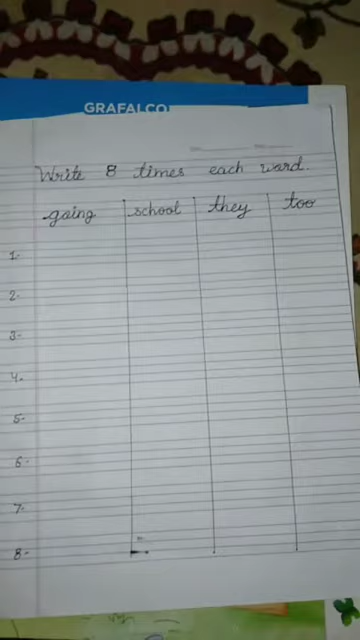 GRAFALCO
Write 8 times each word.
going school they too
1.
2.
3.
4.
5.
6.
7.
8.